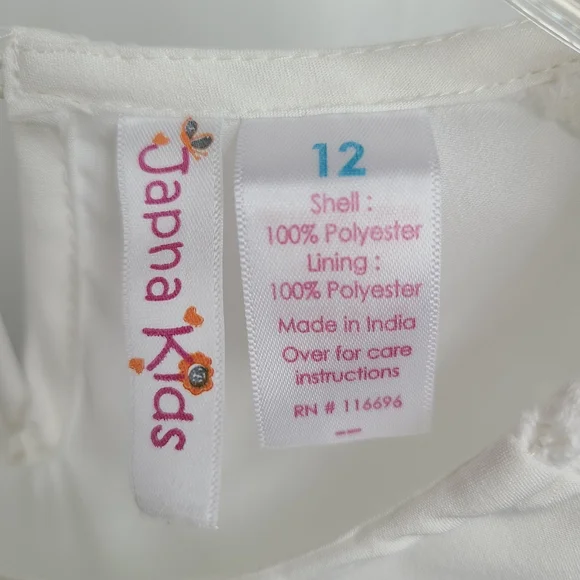 Japna Kids
12
Shell :
100% Polyester
Lining :
100% Polyester
Made in India
Over for care
instructions
RN # 116696